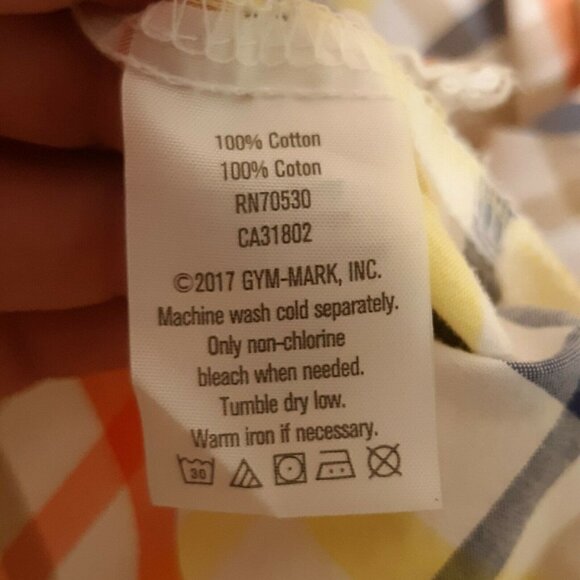 100% Cotton
100% Coton
RN70530
CA31802
©2017 GYM-MARK, INC.
Machine wash cold separately.
Only non-chlorine
bleach when needed.
Tumble dry low.
Warm iron if necessary.
30